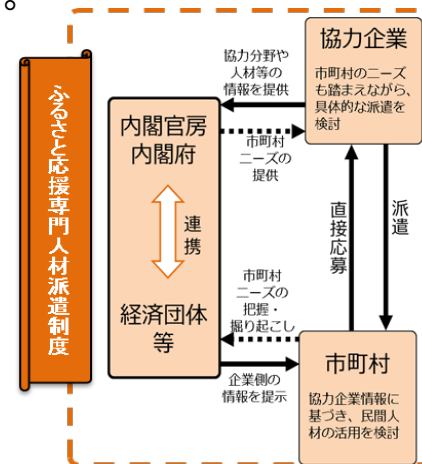 。
ふるさと応援専門人材派遣制度
内閣官房
内閣府
連携
経済団体
等
協力分野や
人材等の
情報を提供
市町村
ニーズの
提供
協力企業
市町村のニーズ
も踏まえながら、
具体的な派遣を
検討
直接応募
派遣
市町村
ニーズの
把握・
掘り起こし
企業側の
情報を提示
市町村
協力企業情報に
基づき、民間人
材の活用を検討